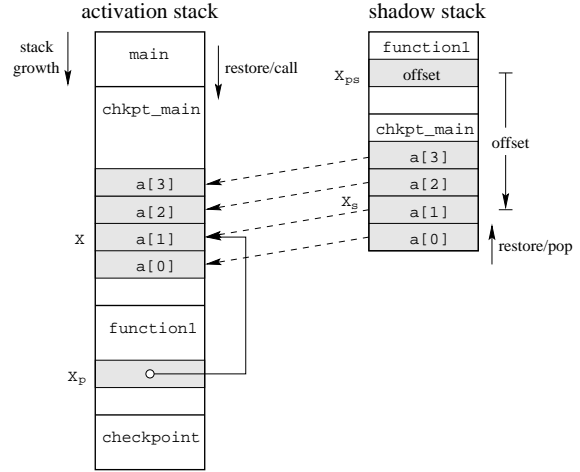 activation stack
shadow stack
stack
growth
main
restore/call
chkpt_main
a[3]
a[2]
X
a[1]
a[0]
function1
Xp
checkpoint
function1
Xps
offset
chkpt_main
a[3]
a[2]
Xs
a[1]
a[0]
offset
restore/pop